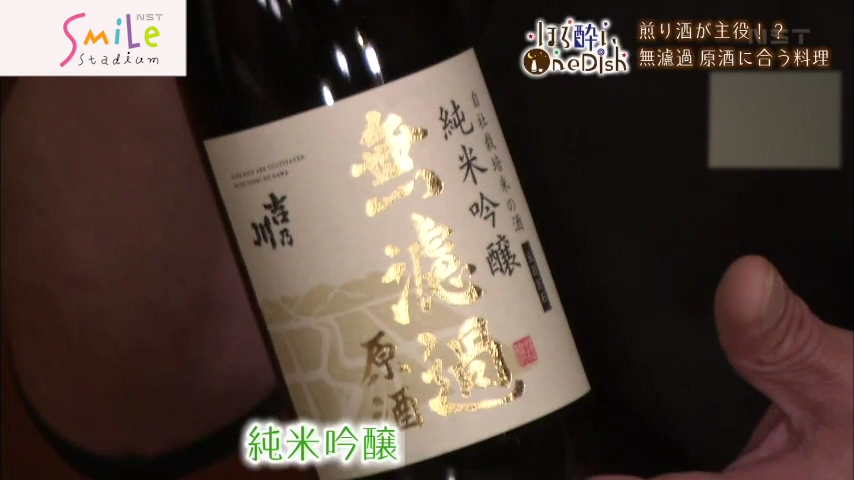 NST
SMiLe
Stadium
ほろ酔い
OneDish
煎り酒が主役！？
無濾過 原酒に合う料理
NST
自社栽培米の酒
純米吟醸
無濾過
原酒
吉乃川
純米吟醸